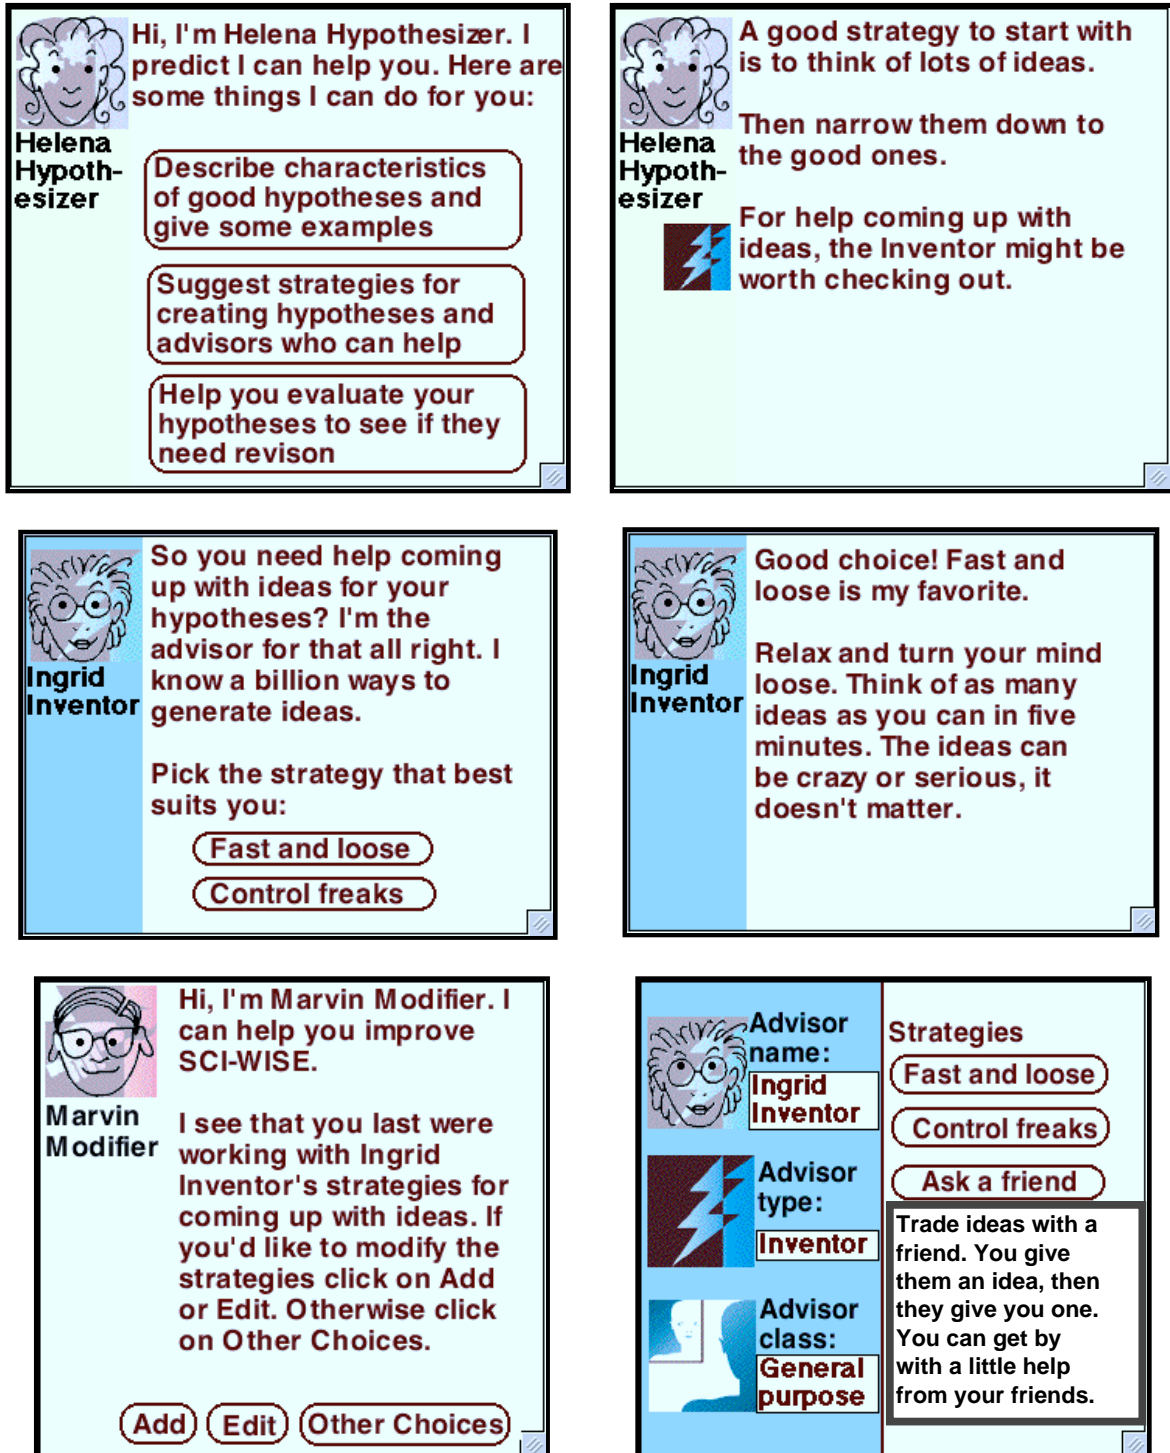 Hi, I'm Helena Hypothesizer. I
predict I can help you. Here are
some things I can do for you:
Helena
Hypoth-
esizer
Describe characteristics
of good hypotheses and
give some examples
Suggest strategies for
creating hypotheses and
advisors who can help
Help you evaluate your
hypotheses to see if they
need revison
A good strategy to start with
is to think of lots of ideas.
Then narrow them down to
the good ones.
Helena
Hypoth-
esizer
For help coming up with
ideas, the Inventor might be
worth checking out.
So you need help coming
up with ideas for your
hypotheses? I'm the
advisor for that all right. I
know a billion ways to
generate ideas.
Ingrid
Inventor
Pick the strategy that best
suits you:
Fast and loose
Control freaks
Good choice! Fast and
loose is my favorite.
Ingrid
Inventor
Relax and turn your mind
loose. Think of as many
ideas as you can in five
minutes. The ideas can
be crazy or serious, it
doesn't matter.
Hi, I'm Marvin Modifier. I
can help you improve
SCI-WISE.
Marvin
Modifier
I see that you last were
working with Ingrid
Inventor's strategies for
coming up with ideas. If
you'd like to modify the
strategies click on Add
or Edit. Otherwise click
on Other Choices.
Add
Edit
Other Choices
Advisor
name:
Ingrid
Inventor
Advisor
type:
Inventor
Advisor
class:
General
purpose
Strategies
Fast and loose
Control freaks
Ask a friend
Trade ideas with a
friend. You give
them an idea, then
they give you one.
You can get by
with a little help
from your friends.